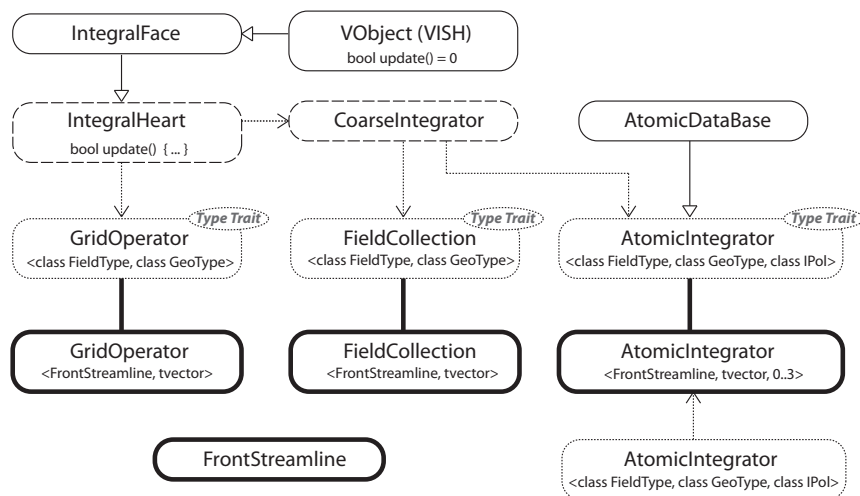 IntegralFace
VObject (VISH)
bool update() = 0
IntegralHeart
bool update() { ... }
CoarseIntegrator
AtomicDataBase
Type Trait
GridOperator
<class FieldType, class GeoType>
Type Trait
FieldCollection
<class FieldType, class GeoType>
Type Trait
AtomicIntegrator
<class FieldType, class GeoType, class IPol>
GridOperator
<FrontStreamline, tvector>
FieldCollection
<FrontStreamline, tvector>
AtomicIntegrator
<FrontStreamline, tvector, 0..3>
FrontStreamline
AtomicIntegrator
<class FieldType, class GeoType, class IPol>